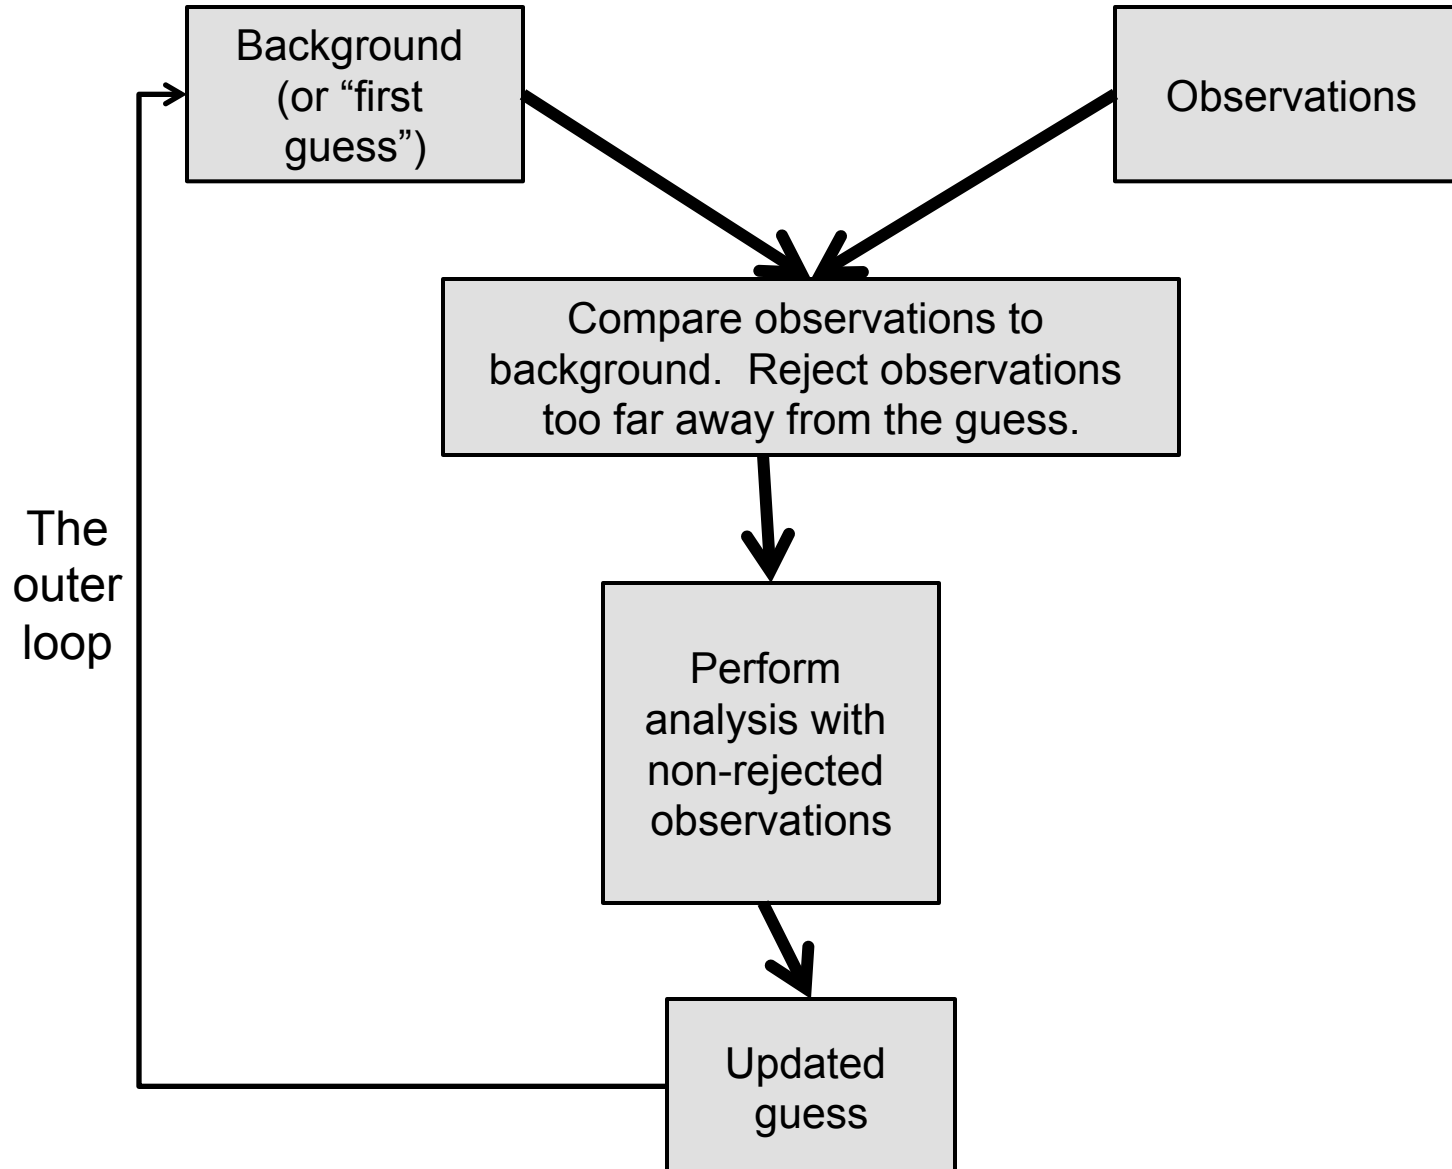 Background
(or “first
guess”)
Observations
Compare observations to
background.  Reject observations
too far away from the guess.
The
outer
loop
Perform
analysis with
non-rejected
observations
Updated
guess